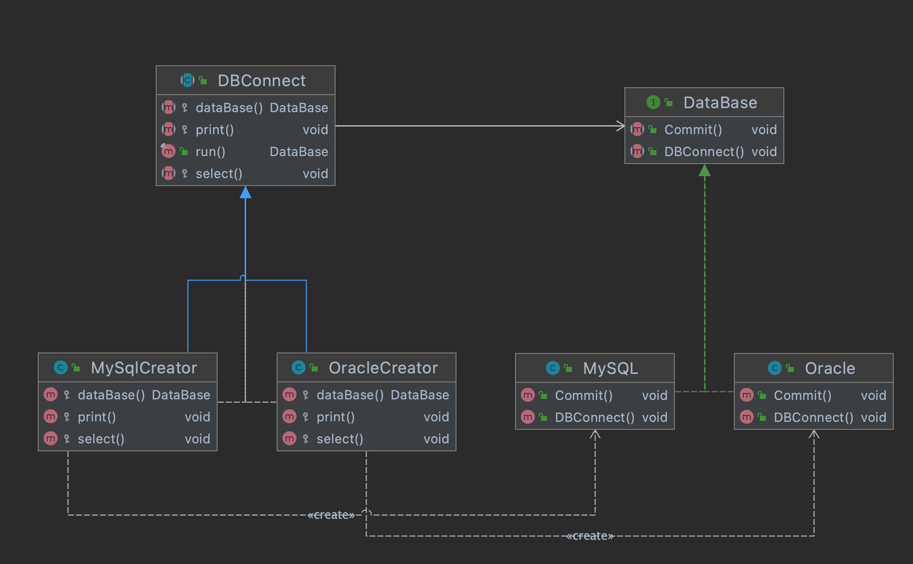 DBConnect
dataBase() DataBase
print() void
run() DataBase
select() void
DataBase
Commit() void
DBConnect() void
MySqlCreator
dataBase() DataBase
print() void
select() void
OracleCreator
dataBase() DataBase
print() void
select() void
MySQL
Commit() void
DBConnect() void
Oracle
Commit() void
DBConnect() void
«create»
«create»